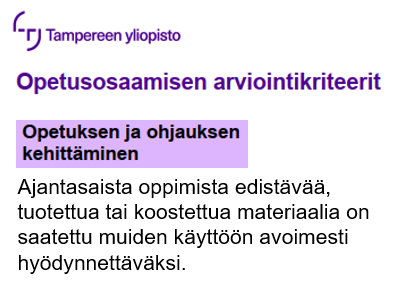 Tampereen yliopisto
Opetusosaamisen arviointikriteerit
Opetuksen ja ohjauksen
kehittäminen
Ajantasaista oppimista edistävää,
tuotettua tai koostettua materiaalia on
saatettu muiden käyttöön avoimesti
hyödynnettäväksi.